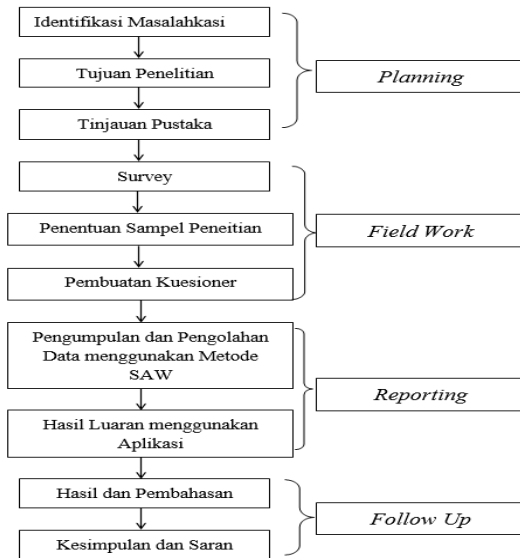 Identifikasi Masalahkasi
Tujuan Penelitian
Tinjauan Pustaka
Planning
Survey
Penentuan Sampel Peneitian
Pembuatan Kuesioner
Field Work
Pengumpulan dan Pengolahan
Data menggunakan Metode
SAW
Hasil Luaran menggunakan
Aplikasi
Reporting
Hasil dan Pembahasan
Kesimpulan dan Saran
Follow Up